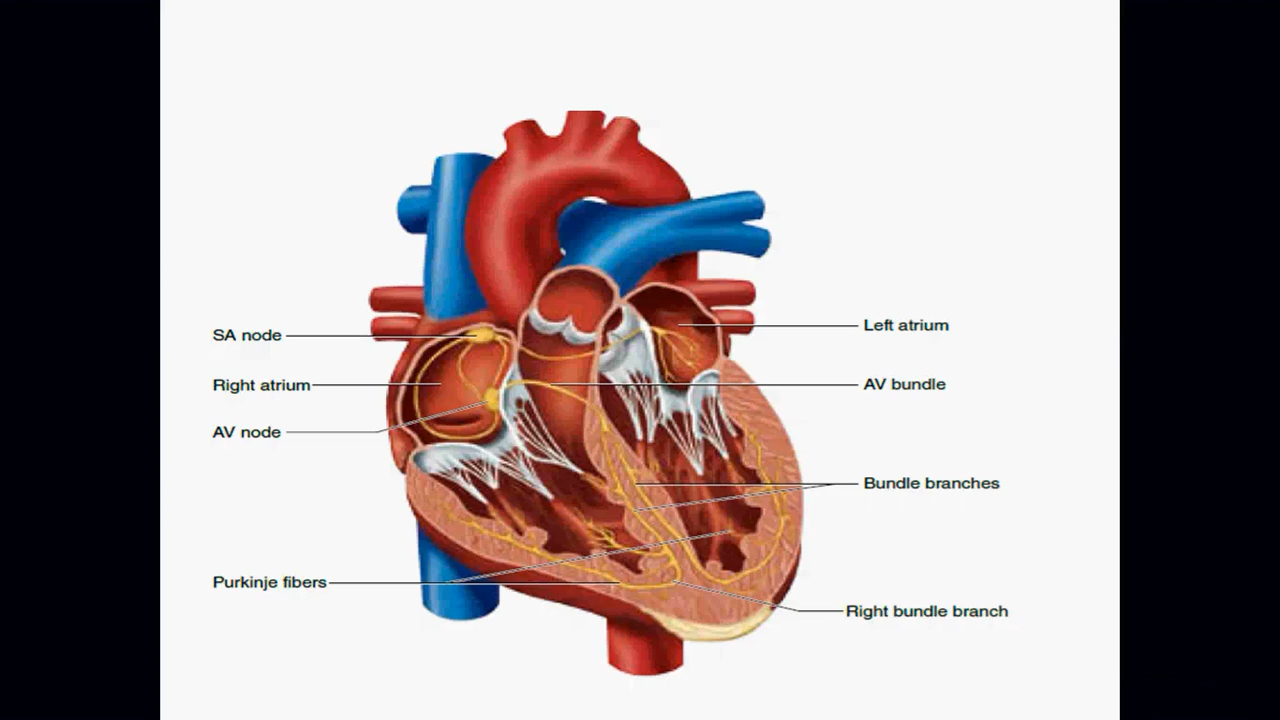 SA node
Right atrium
AV node
Purkinje fibers
Left atrium
AV bundle
Bundle branches
Right bundle branch